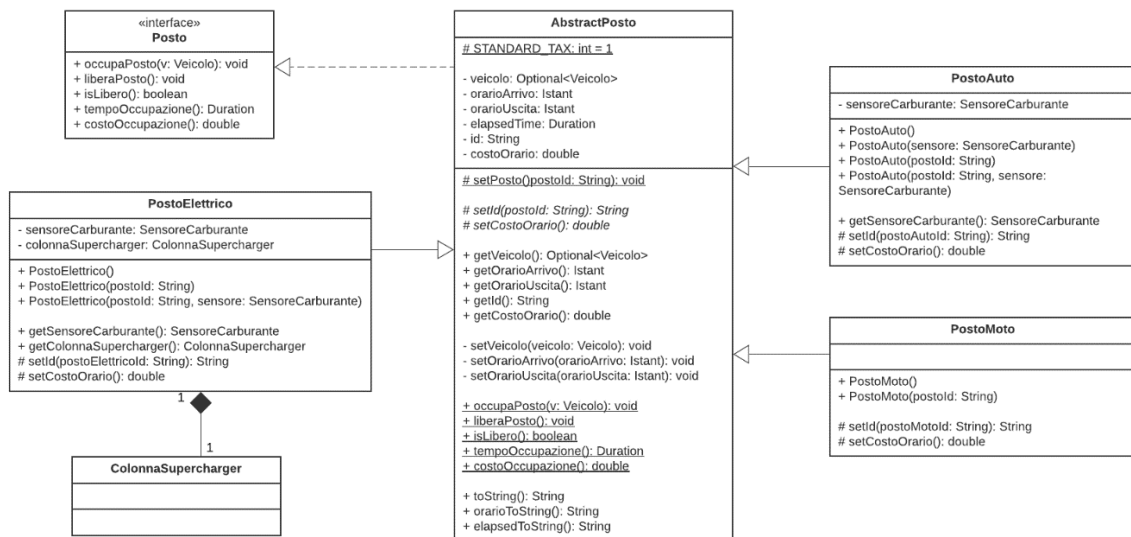 «interface»
Posto
+ occupaPosto(v: Veicolo): void
+ liberaPosto(): void
+ isLibero(): boolean
+ tempoOccupazione(): Duration
+ costoOccupazione(): double
AbstractPosto
# STANDARD_TAX: int = 1
- veicolo: Optional<Veicolo>
- orarioArrivo: Istant
- orarioUscita: Istant
- elapsedTime: Duration
- id: String
- costoOrario: double
# setPosto()postoId: String): void
# setId(postoId: String): String
# setCostoOrario(): double
+ getVeicolo(): Optional<Veicolo>
+ getOrarioArrivo(): Istant
+ getOrarioUscita(): Istant
+ getId(): String
+ getCostoOrario(): double
- setVeicolo(veicolo: Veicolo): void
- setOrarioArrivo(orarioArrivo: Istant): void
- setOrarioUscita(orarioUscita: Istant): void
+ occupaPosto(v: Veicolo): void
+ liberaPosto(): void
+ isLibero(): boolean
+ tempoOccupazione(): Duration
+ costoOccupazione(): double
+ toString(): String
+ orarioToString(): String
+ elapsedToString(): String
PostoAuto
- sensoreCarburante: SensoreCarburante
+ PostoAuto()
+ PostoAuto(sensore: SensoreCarburante)
+ PostoAuto(postoId: String)
+ PostoAuto(postoId: String, sensore:
SensoreCarburante)
+ getSensoreCarburante(): SensoreCarburante
# setId(postoAutoId: String): String
# setCostoOrario(): double
PostoElettrico
- sensoreCarburante: SensoreCarburante
- colonnaSupercharger: ColonnaSupercharger
+ PostoElettrico()
+ PostoElettrico(postoId: String)
+ PostoElettrico(postoId: String, sensore: SensoreCarburante)
+ getSensoreCarburante(): SensoreCarburante
+ getColonnaSupercharger(): ColonnaSupercharger
# setId(postoElettricoId: String): String
# setCostoOrario(): double
1
1
ColonnaSupercharger
PostoMoto
+ PostoMoto()
+ PostoMoto(postoId: String)
# setId(postoMotoId: String): String
# setCostoOrario(): double